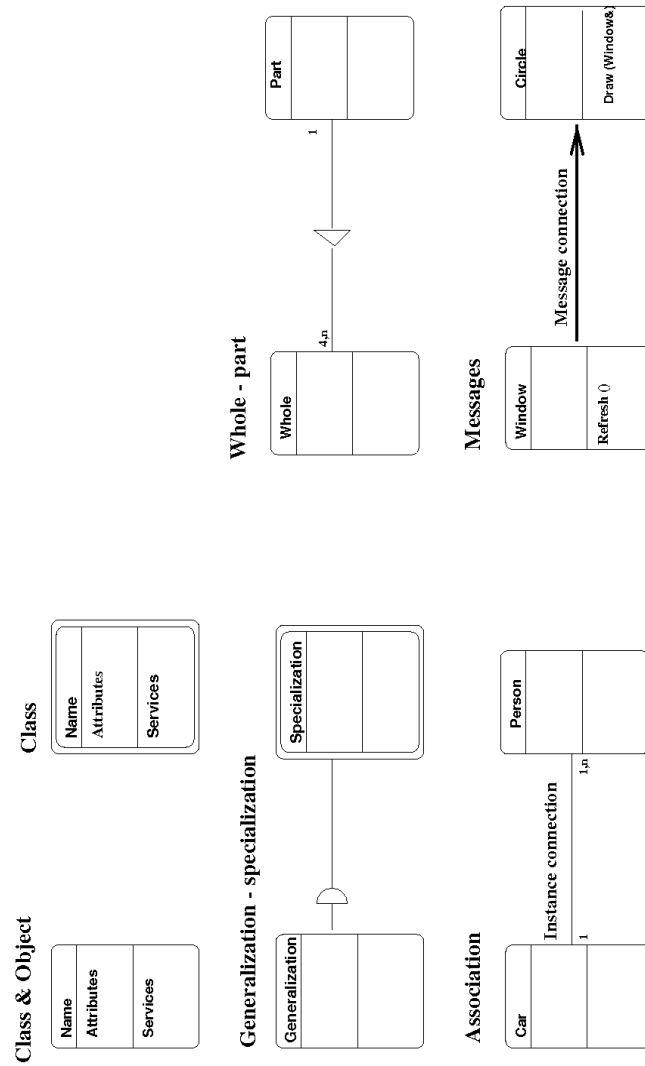 Class & Object
Name
Attributes
Services
Class
Name
Attributes
Services
Generalization - specialization
Generalization
Specialization
Whole - part
Whole
4,n
1
Part
Association
Car
1
Instance connection
1,n
Person
Messages
Window
Refresh ()
Message connection
Circle
Draw (Window&)